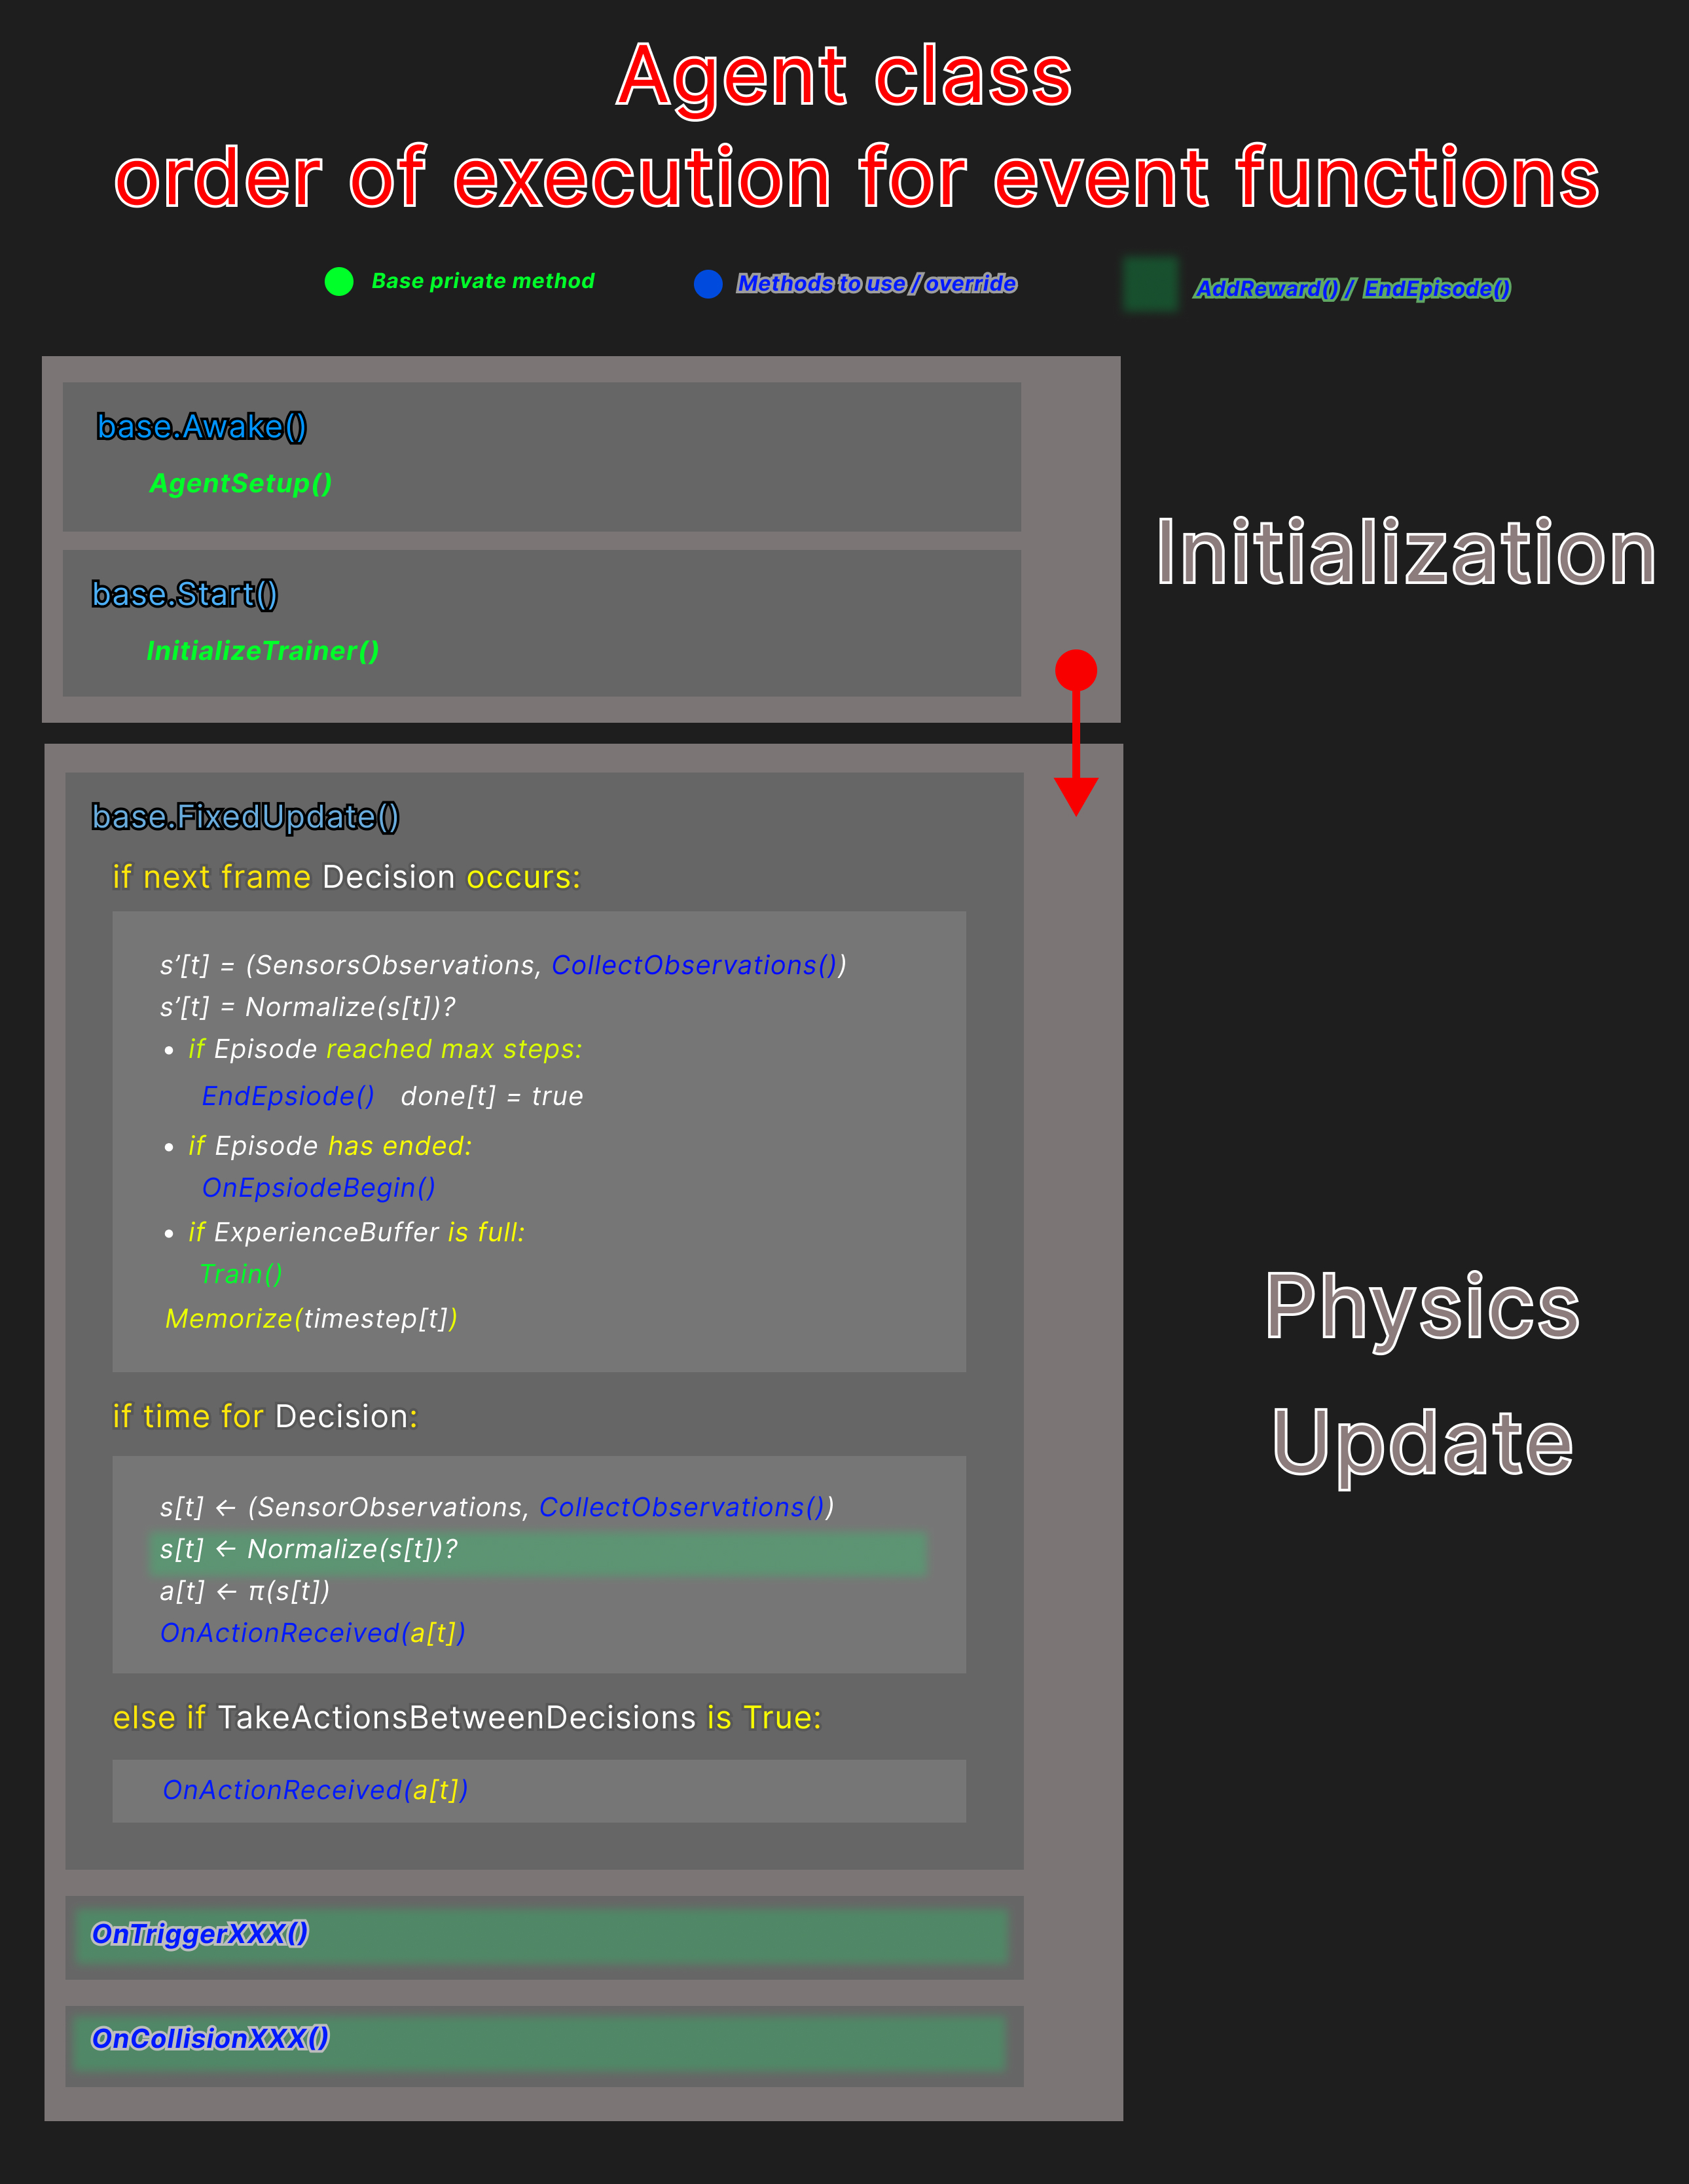 Agent class
order of execution for event functions
Base private method
Methods to use / override
AddReward() / EndEpisode()
base.Awake()
AgentSetup()
Initialization
base.Start()
InitializeTrainer()
base.FixedUpdate()
if next frame Decision occurs:
s’[t] = (SensorsObservations, CollectObservations())
s’[t] = Normalize(s[t])?
• if Episode reached max steps:
EndEpsiode() done[t] = true
• if Episode has ended:
OnEpsiodeBegin()
• if ExperienceBuffer is full:
Train()
Memorize(timestep[t])
Physics
Update
if time for Decision:
s[t] ← (SensorObservations, CollectObservations())
s[t] ← Normalize(s[t])?
a[t] ← π(s[t])
OnActionReceived(a[t])
else if TakeActionsBetweenDecisions is True:
OnActionReceived(a[t])
OnTriggerXXX()
OnCollisionXXX()